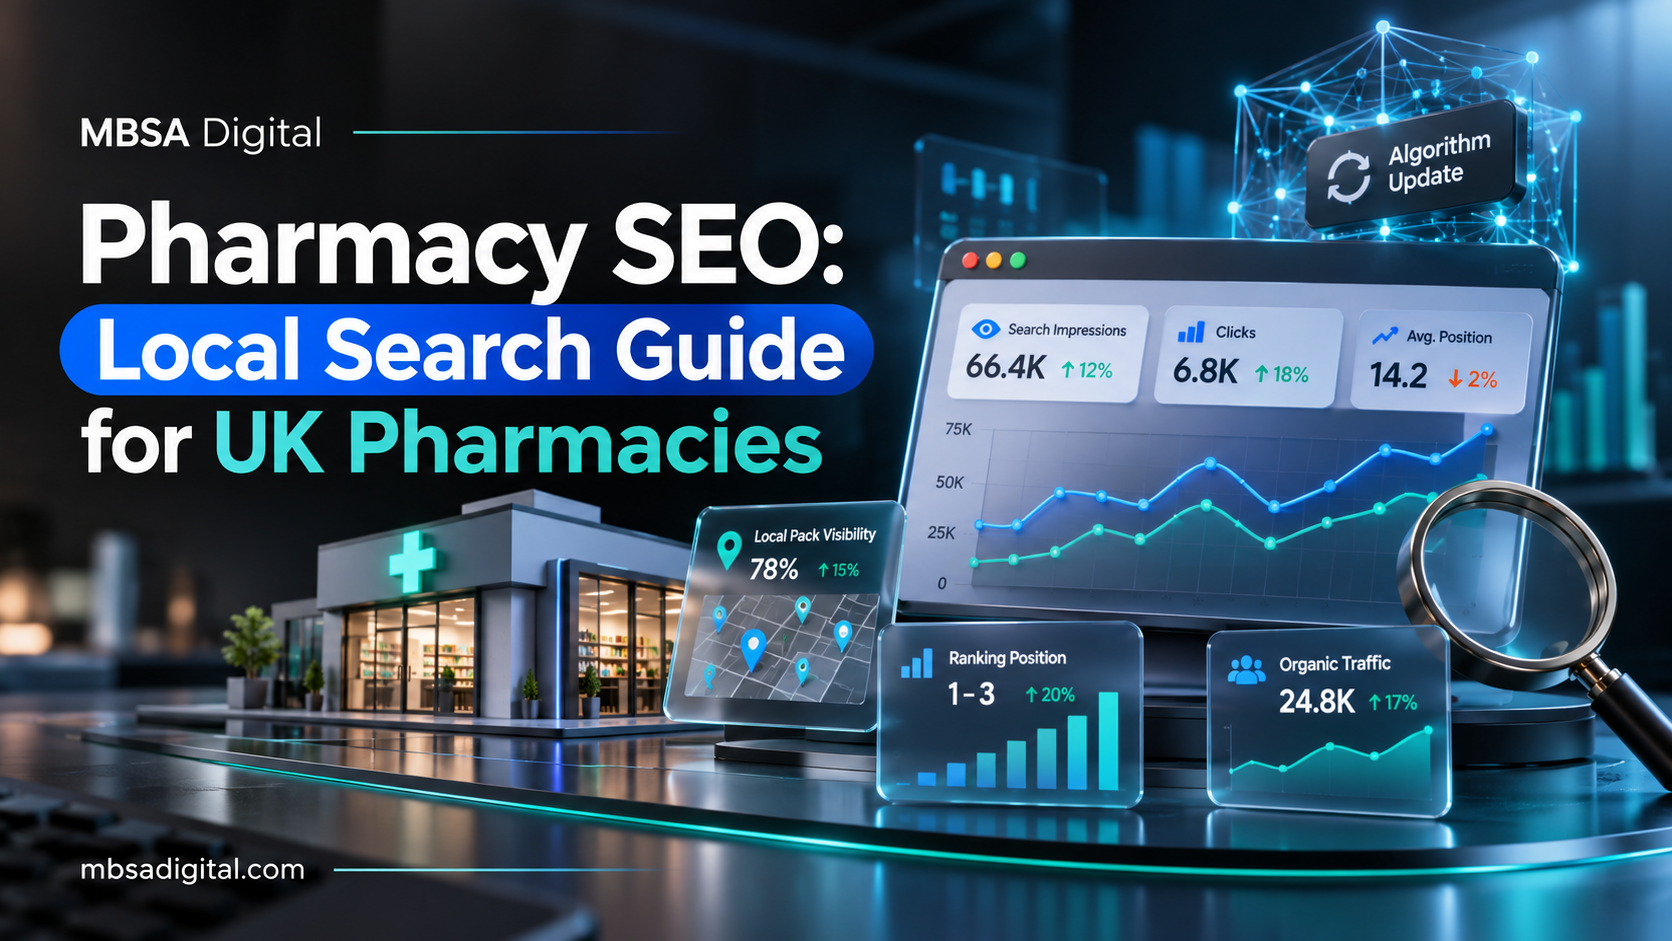 MBSA Digital
Pharmacy SEO:
Local Search Guide
for UK Pharmacies
Algorithm
Update
Search Impressions
66.4K ↑ 12%
Clicks
6.8K ↑ 18%
Avg. Position
14.2 ↓ 2%
75K
50K
25K
0
Local Pack Visibility
78% ↑ 15%
Ranking Position
1-3 ↑ 20%
Organic Traffic
24.8K ↑ 17%
mbsadigital.com